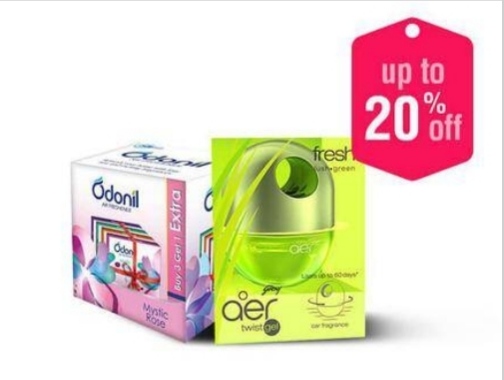 up to
20% off
Odonil
AIR FRESHENER
Buy 3 Get 1 Extra
Odonil
Mystic
Rose
fresh
lush•green
aer
Lasts up to 60 days*
Godrej
aer
twist gel
car fragrance